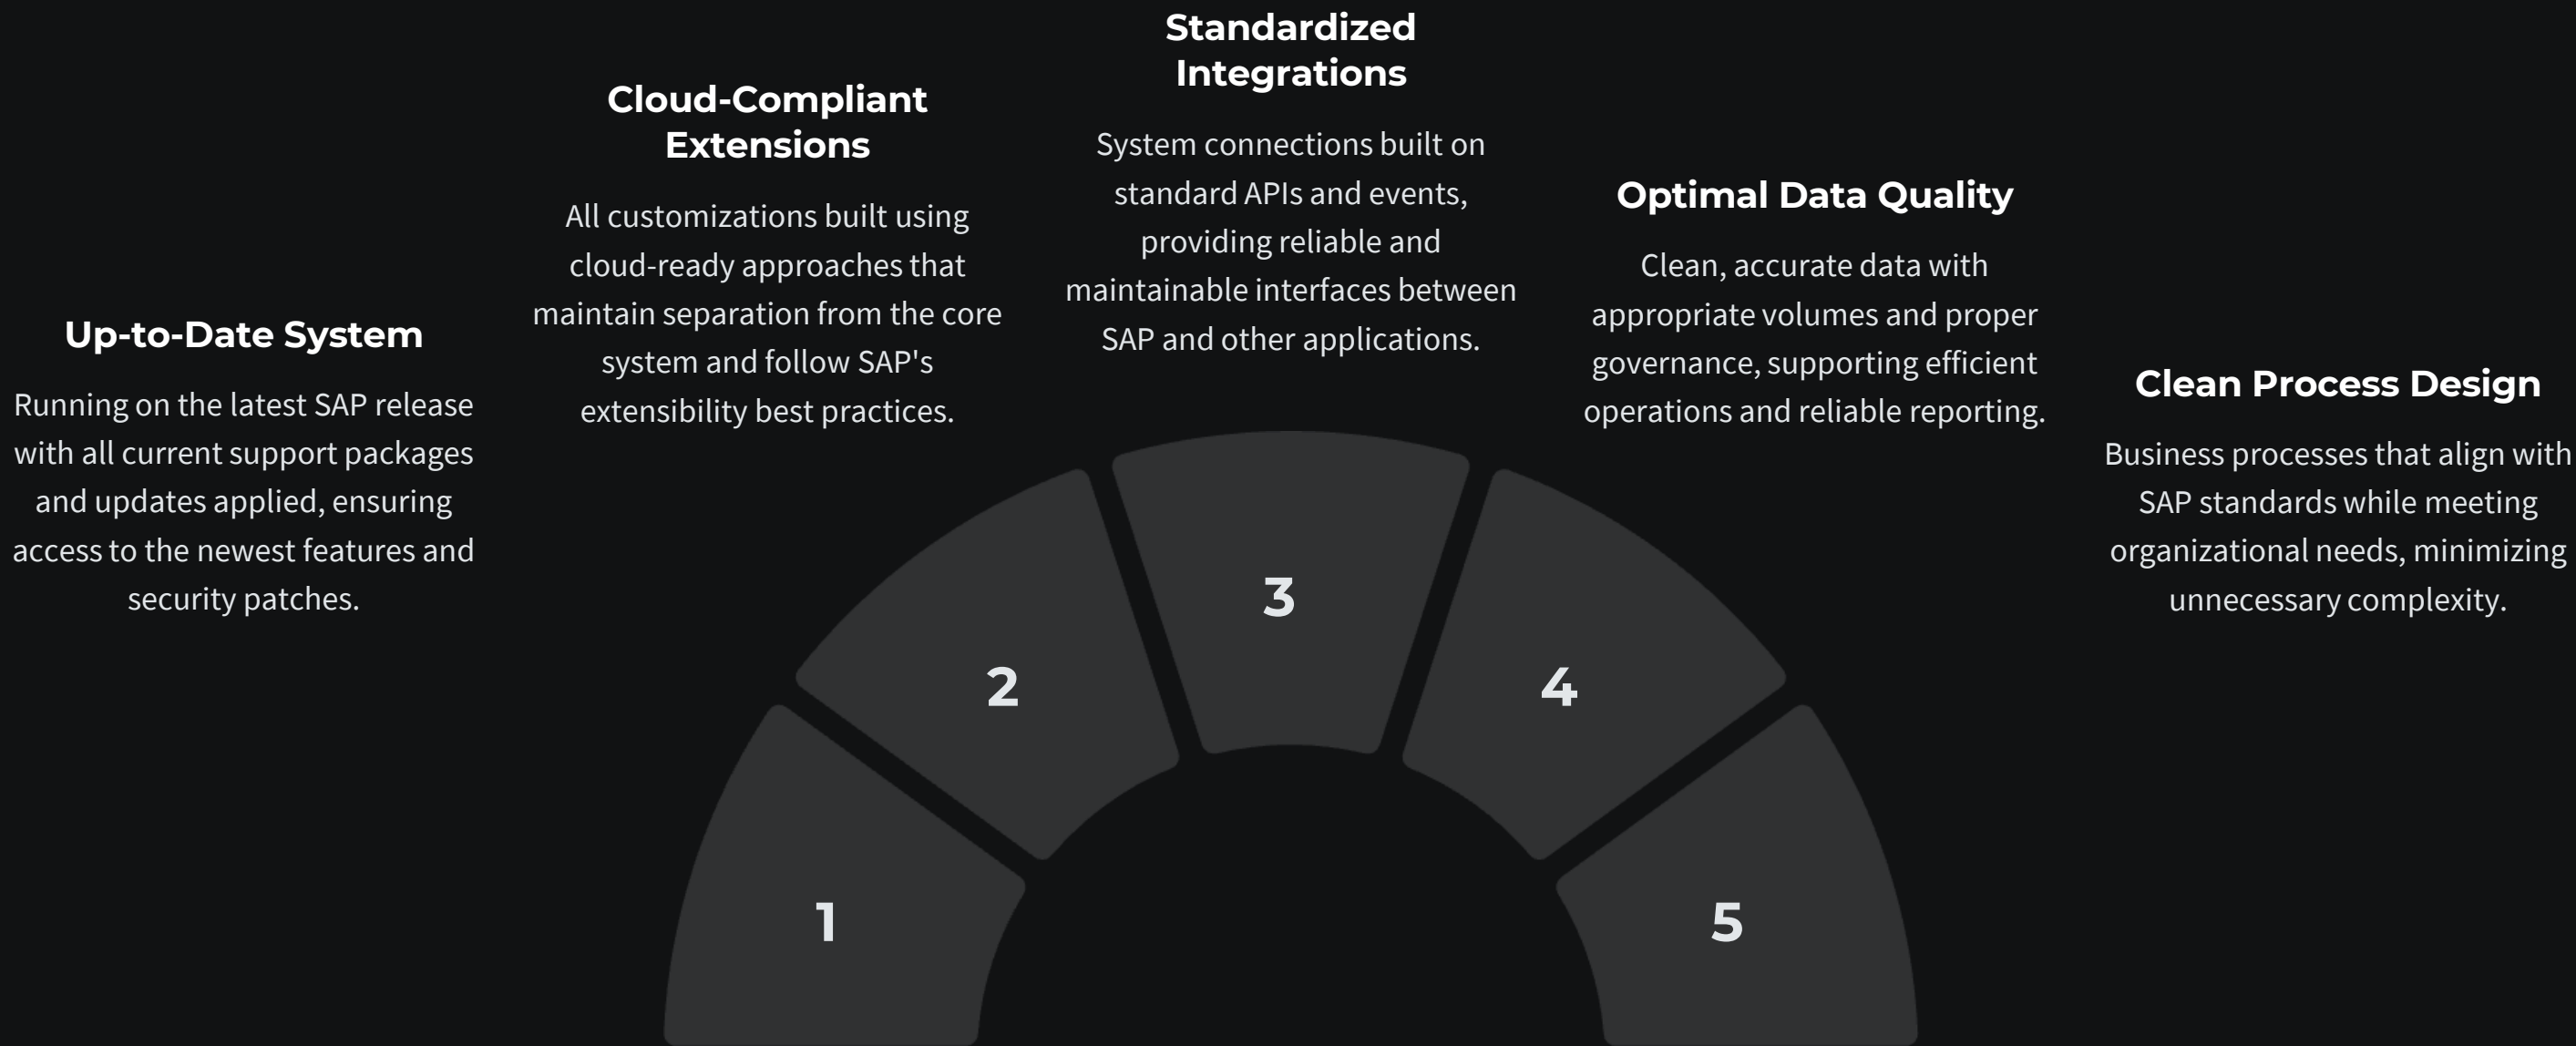 Up-to-Date System
Running on the latest SAP release
with all current support packages
and updates applied, ensuring
access to the newest features and
security patches.
Cloud-Compliant
Extensions
All customizations built using
cloud-ready approaches that
maintain separation from the core
system and follow SAP's
extensibility best practices.
Standardized
Integrations
System connections built on
standard APIs and events,
providing reliable and
maintainable interfaces between
SAP and other applications.
Optimal Data Quality
Clean, accurate data with
appropriate volumes and proper
governance, supporting efficient
operations and reliable reporting.
Clean Process Design
Business processes that align with
SAP standards while meeting
organizational needs, minimizing
unnecessary complexity.
1
2
3
4
5